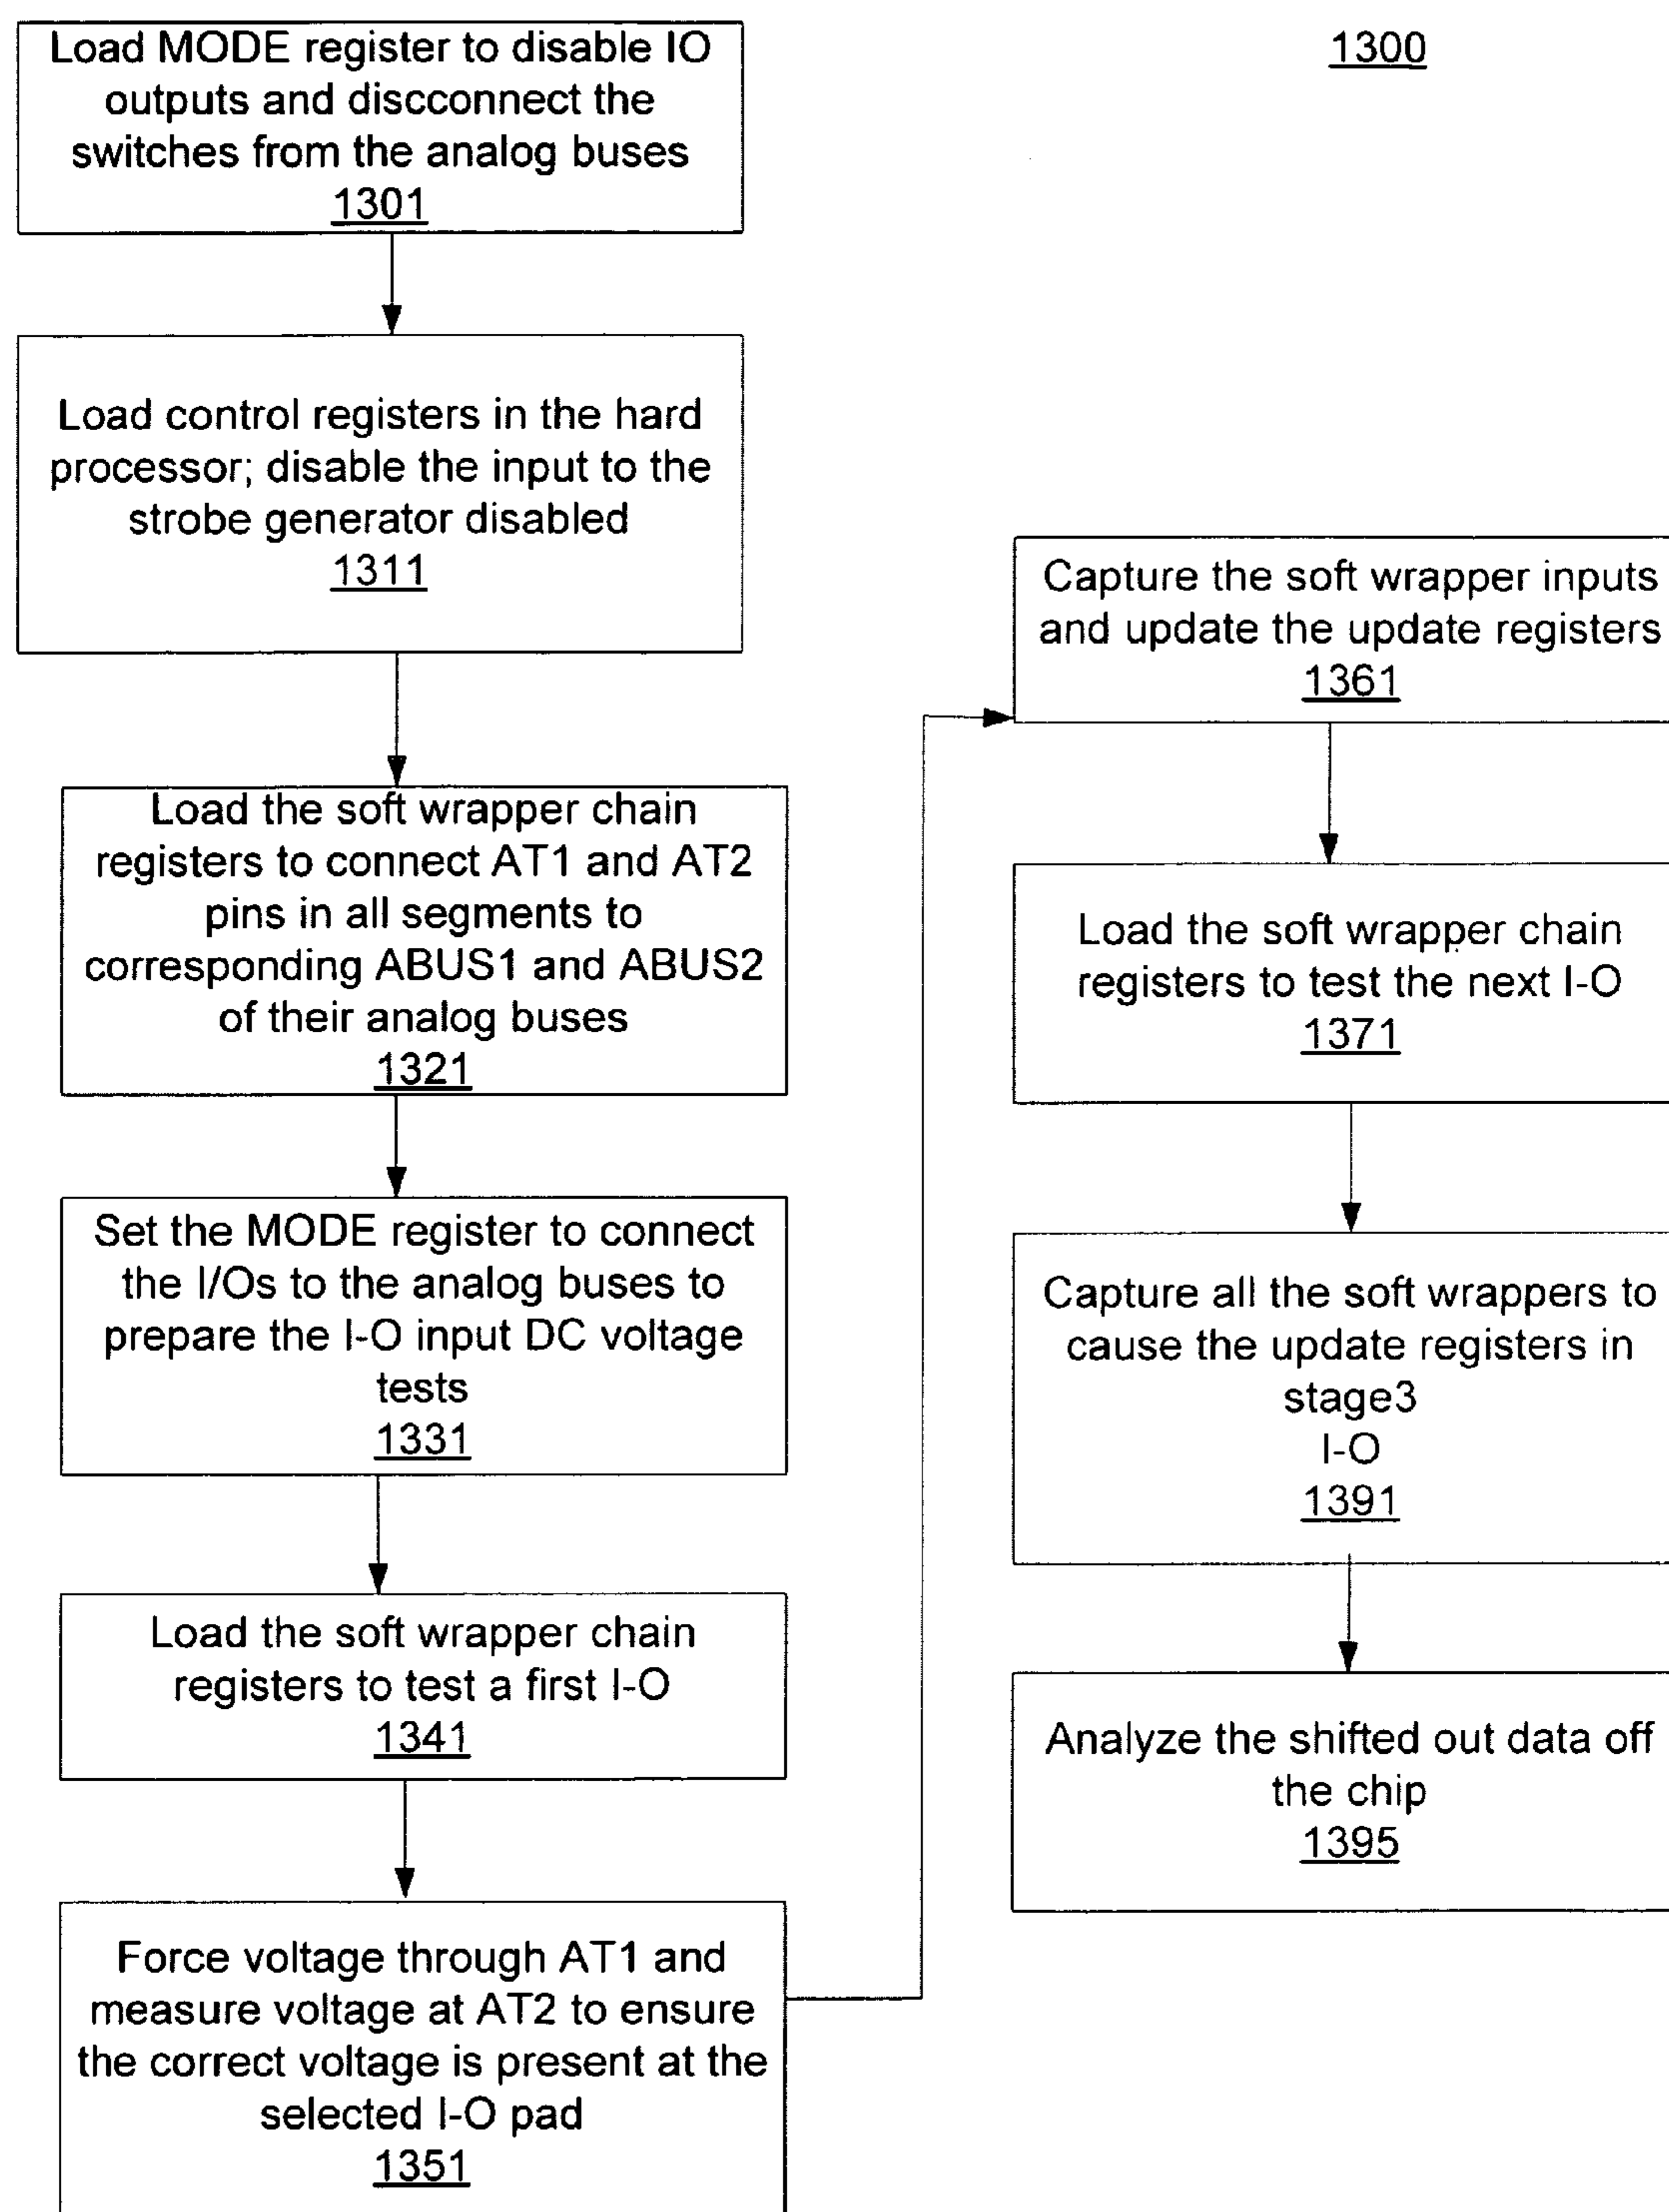 1300
Load MODE register to disable IO
outputs and discconnect the
switches from the analog buses
1301
Load control registers in the hard
processor; disable the input to the
strobe generator disabled
1311
Load the soft wrapper chain
registers to connect AT1 and AT2
pins in all segments to
corresponding ABUS1 and ABUS2
of their analog buses
1321
Set the MODE register to connect
the I/Os to the analog buses to
prepare the I-O input DC voltage
tests
1331
Load the soft wrapper chain
registers to test a first I-O
1341
Force voltage through AT1 and
measure voltage at AT2 to ensure
the correct voltage is present at the
selected I-O pad
1351
Capture the soft wrapper inputs
and update the update registers
1361
Load the soft wrapper chain
registers to test the next I-O
1371
Capture all the soft wrappers to
cause the update registers in
stage3
I-O
1391
Analyze the shifted out data off
the chip
1395